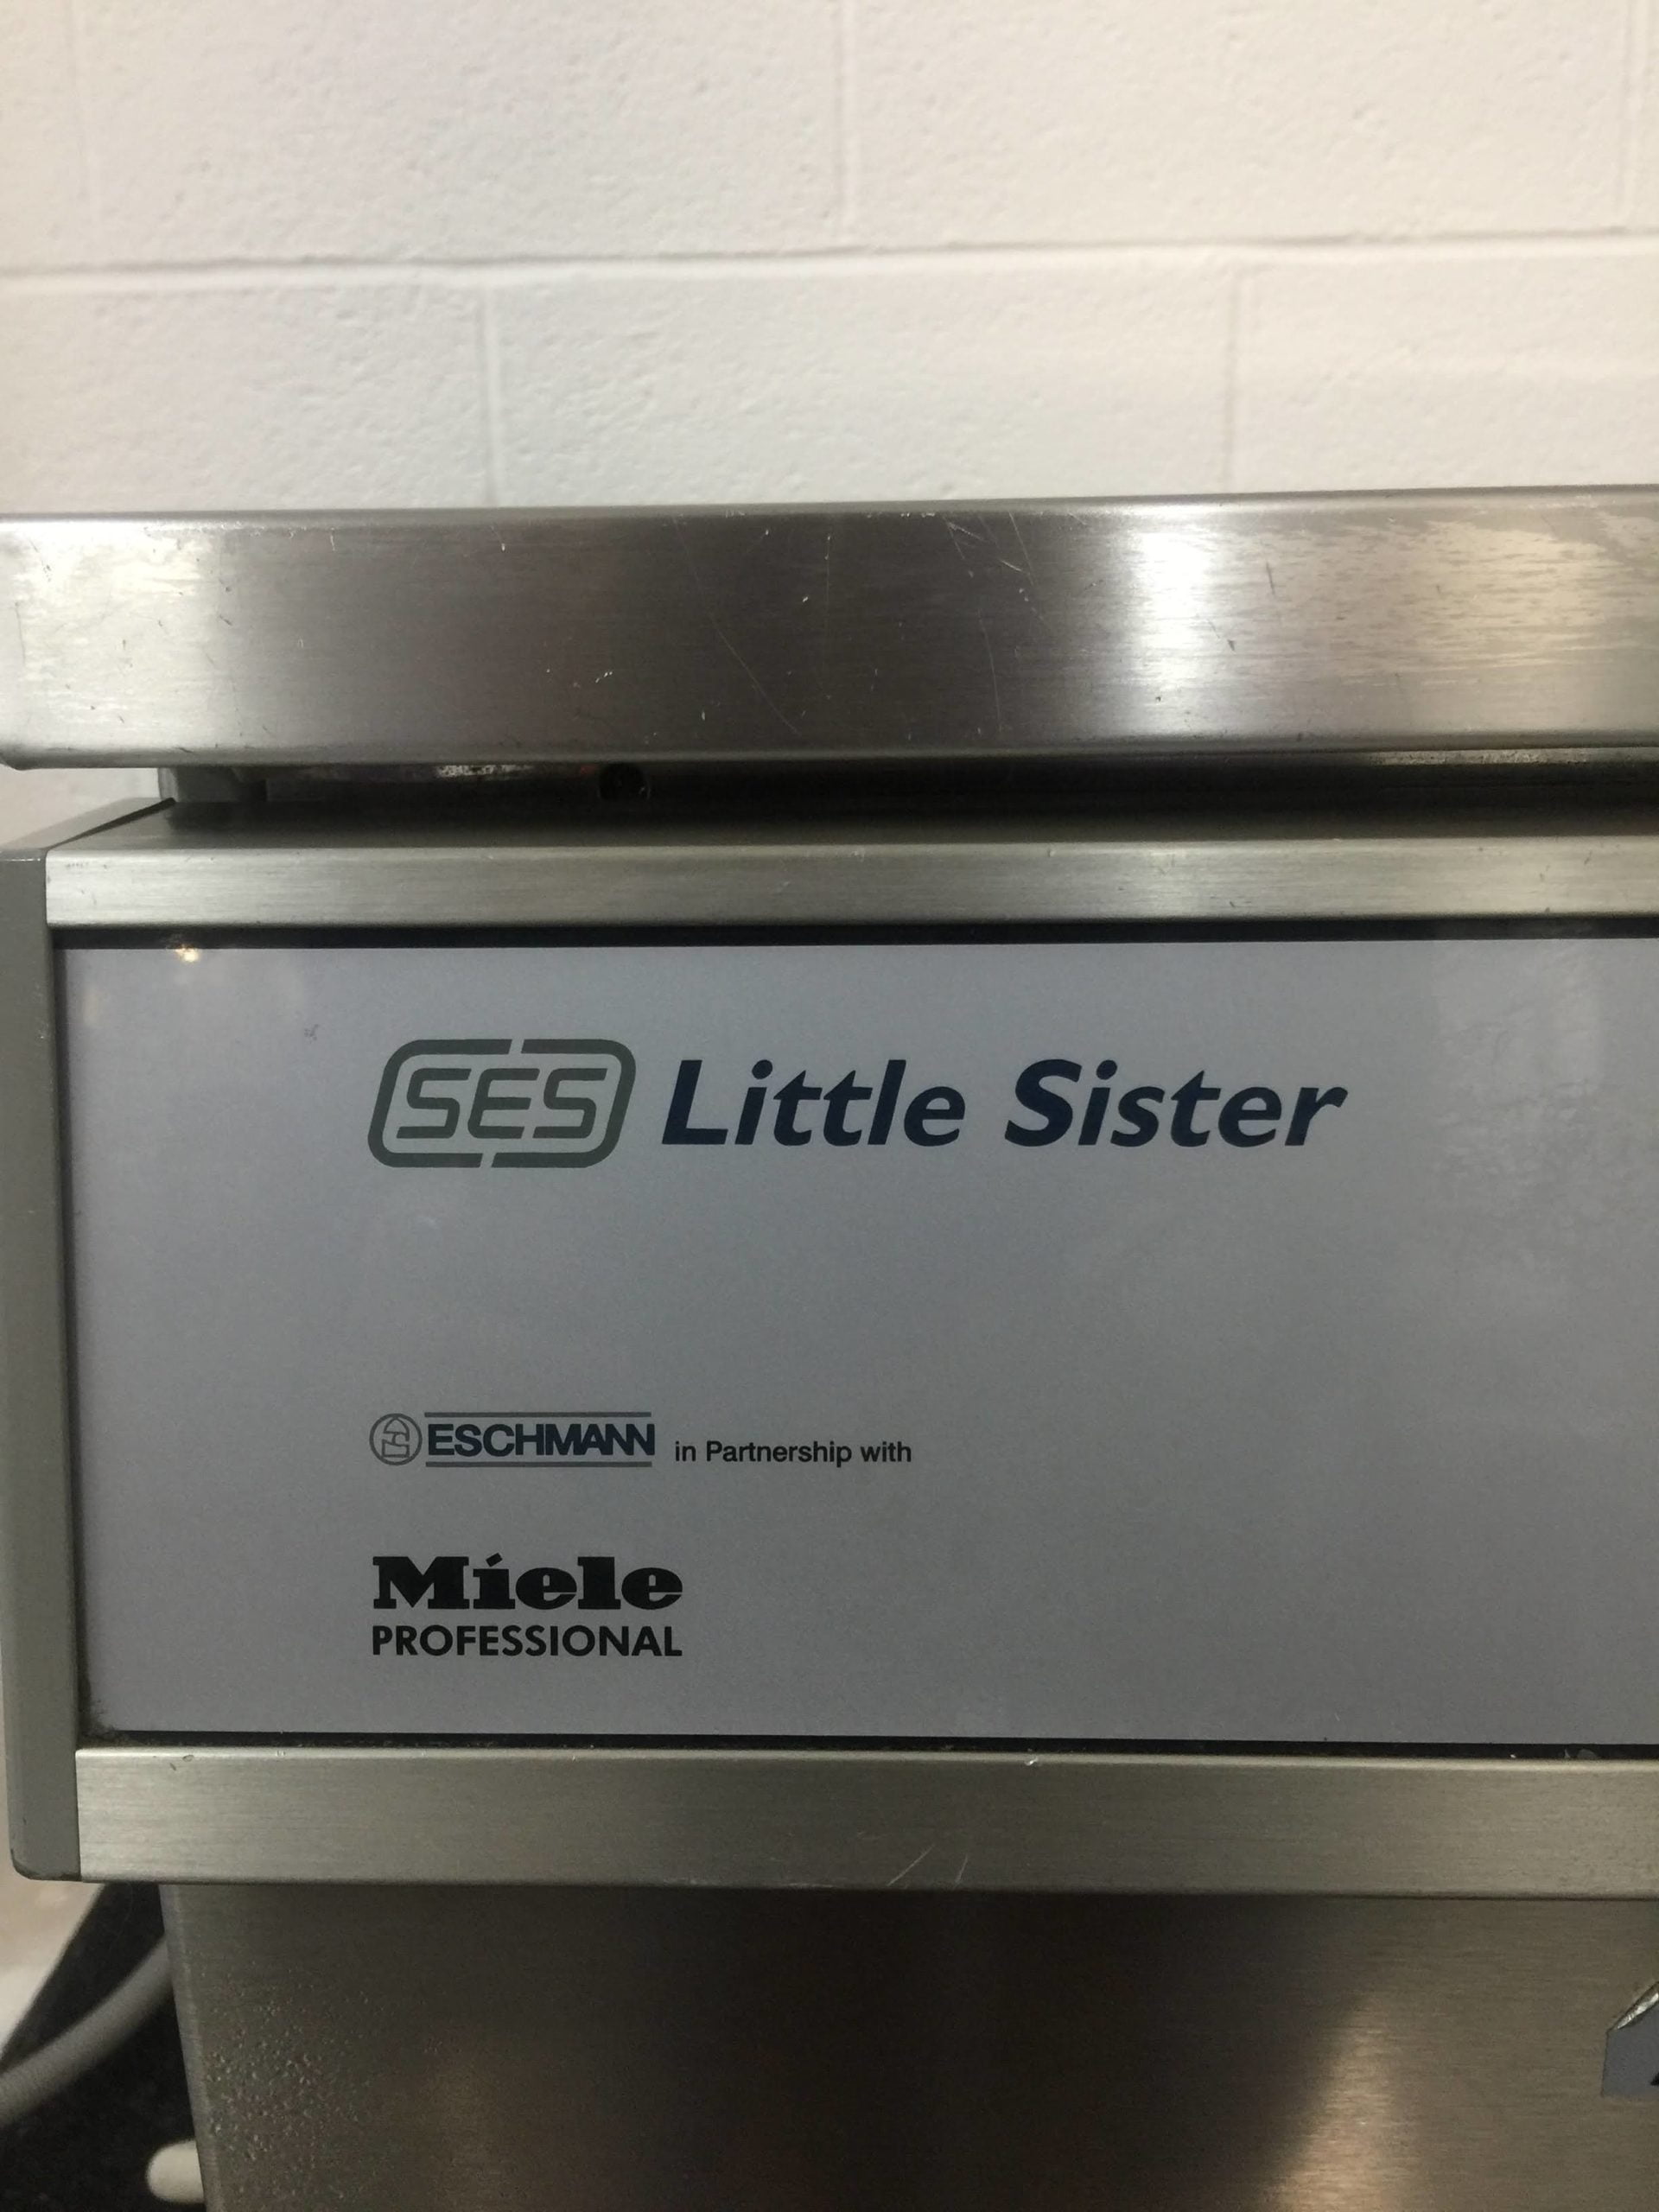 SES Little Sister
ESCHMANN in Partnership with
Miele
PROFESSIONAL